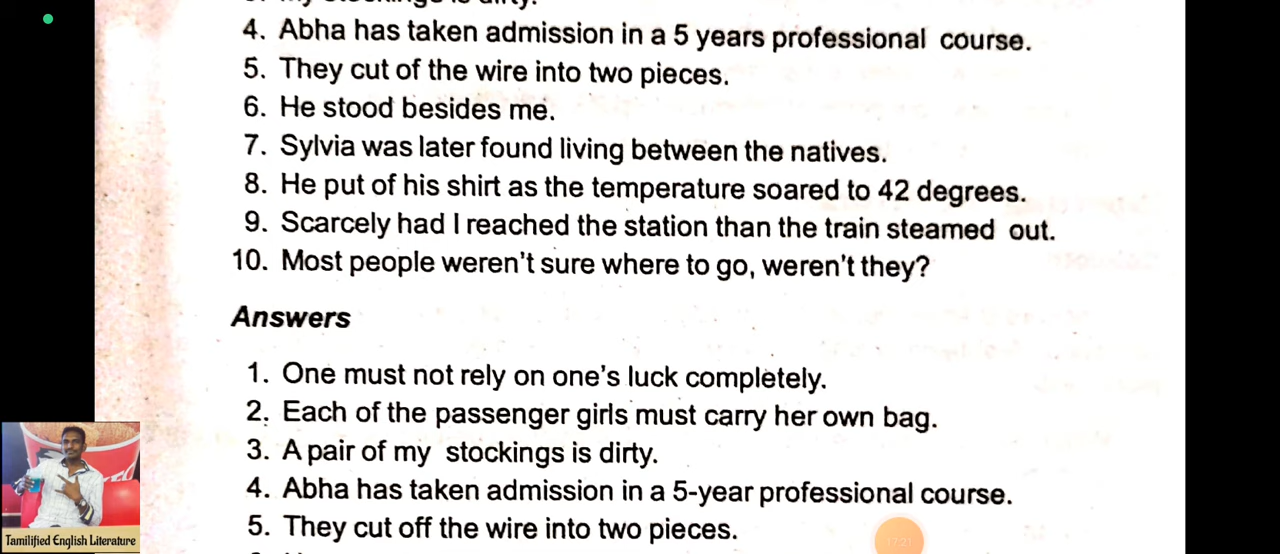 3. My stockings is dirty.
4. Abha has taken admission in a 5 years professional course.
5. They cut of the wire into two pieces.
6. He stood besides me.
7. Sylvia was later found living between the natives.
8. He put of his shirt as the temperature soared to 42 degrees.
9. Scarcely had I reached the station than the train steamed out.
10. Most people weren't sure where to go, weren't they?
Answers
1. One must not rely on one's luck completely.
2. Each of the passenger girls must carry her own bag.
3. A pair of my stockings is dirty.
4. Abha has taken admission in a 5-year professional course.
5. They cut off the wire into two pieces.
Tamilified English Literature